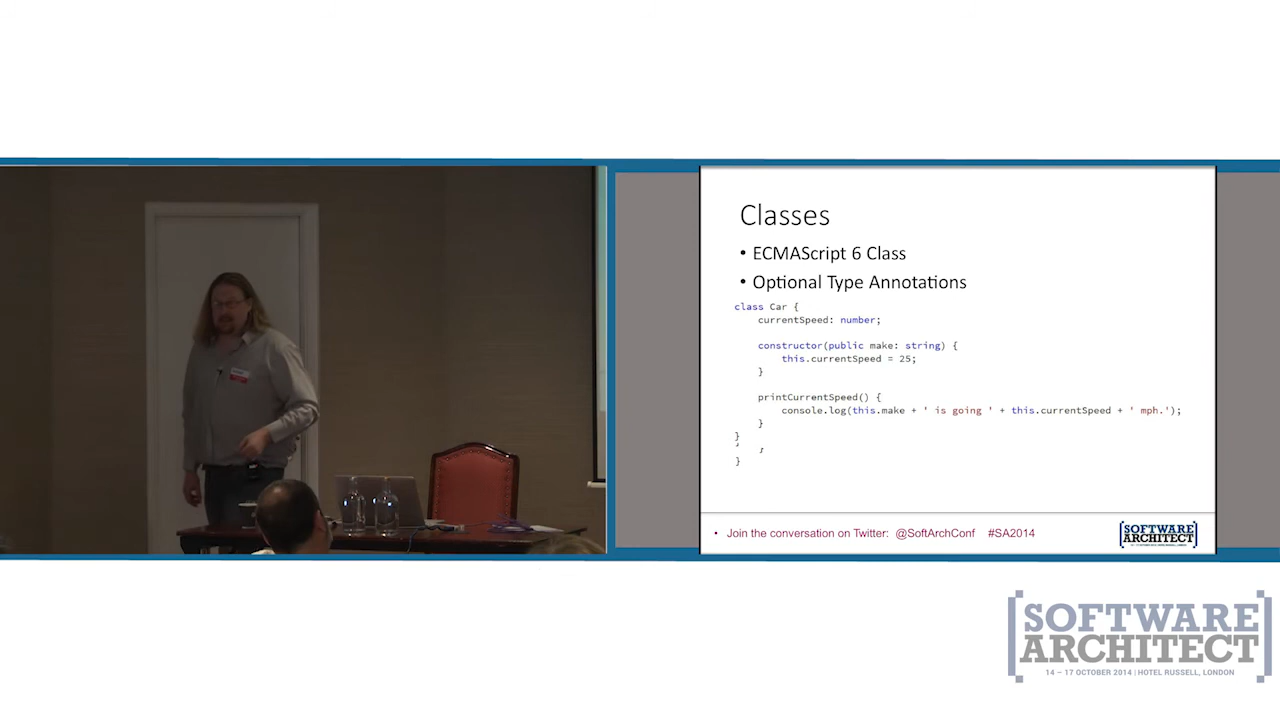 Classes
• ECMAScript 6 Class
• Optional Type Annotations
class Car {
currentSpeed: number;
constructor(public make: string) {
this.currentSpeed = 25;
}
printCurrentSpeed() {
console.log(this.make + ' is going ' + this.currentSpeed + ' mph.');
}
}
}
• Join the conversation on Twitter: @SoftArchConf #SA2014
[SOFTWARE
ARCHITECT]
[SOFTWARE
ARCHITECT]
14 – 17 OCTOBER 2014 | HOTEL RUSSELL, LONDON